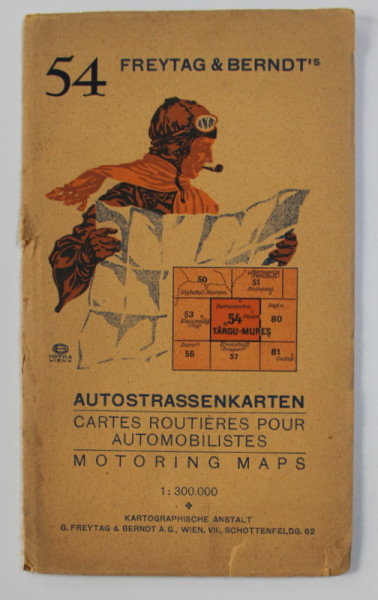 54 FREYTAG & BERNDT's
50
51
53
54
80
TÂRGU-MUREȘ
56
57
81
AUTOSTRASSENKARTEN
CARTES ROUTIÈRES POUR
AUTOMOBILISTES
MOTORING MAPS
1:300.000
KARTOGRAPHISCHE ANSTALT
G. FREYTAG & BERNDT A.G., WIEN, VII., SCHOTTENFELDG. 62